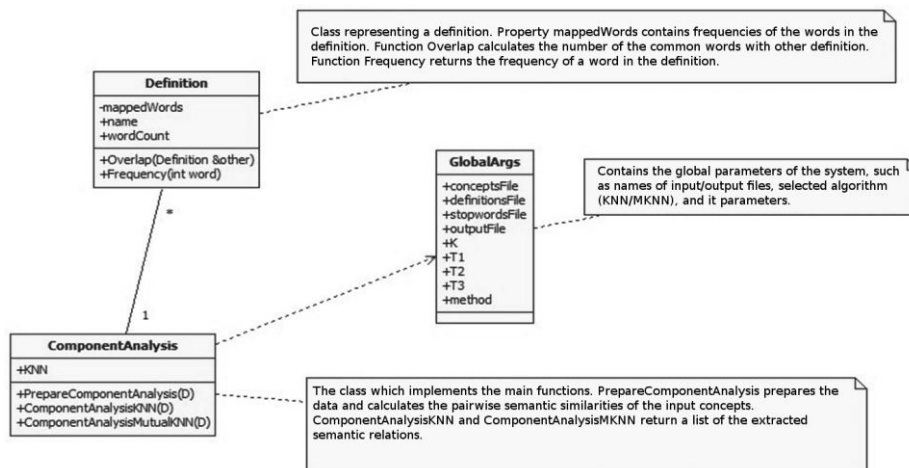 Class representing a definition. Property mappedWords contains frequencies of the words in the
definition. Function Overlap calculates the number of the common words with other definition.
Function Frequency returns the frequency of a word in the definition.
Definition
-mappedWords
+name
+wordCount
+Overlap(Definition &other)
+Frequency(int word)
*
1
GlobalArgs
+conceptsFile
+definitionsFile
+stopwordsFile
+outputFile
+K
+T1
+T2
+T3
+method
Contains the global parameters of the system, such
as names of input/output files, selected algorithm
(KNN/MKNN), and it parameters.
ComponentAnalysis
+KNN
+PrepareComponentAnalysis(D)
+ComponentAnalysisKNN(D)
+ComponentAnalysisMutualKNN(D)
The class which implements the main functions. PrepareComponentAnalysis prepares the
data and calculates the pairwise semantic similarities of the input concepts.
ComponentAnalysisKNN and ComponentAnalysisMKNN return a list of the extracted
semantic relations.